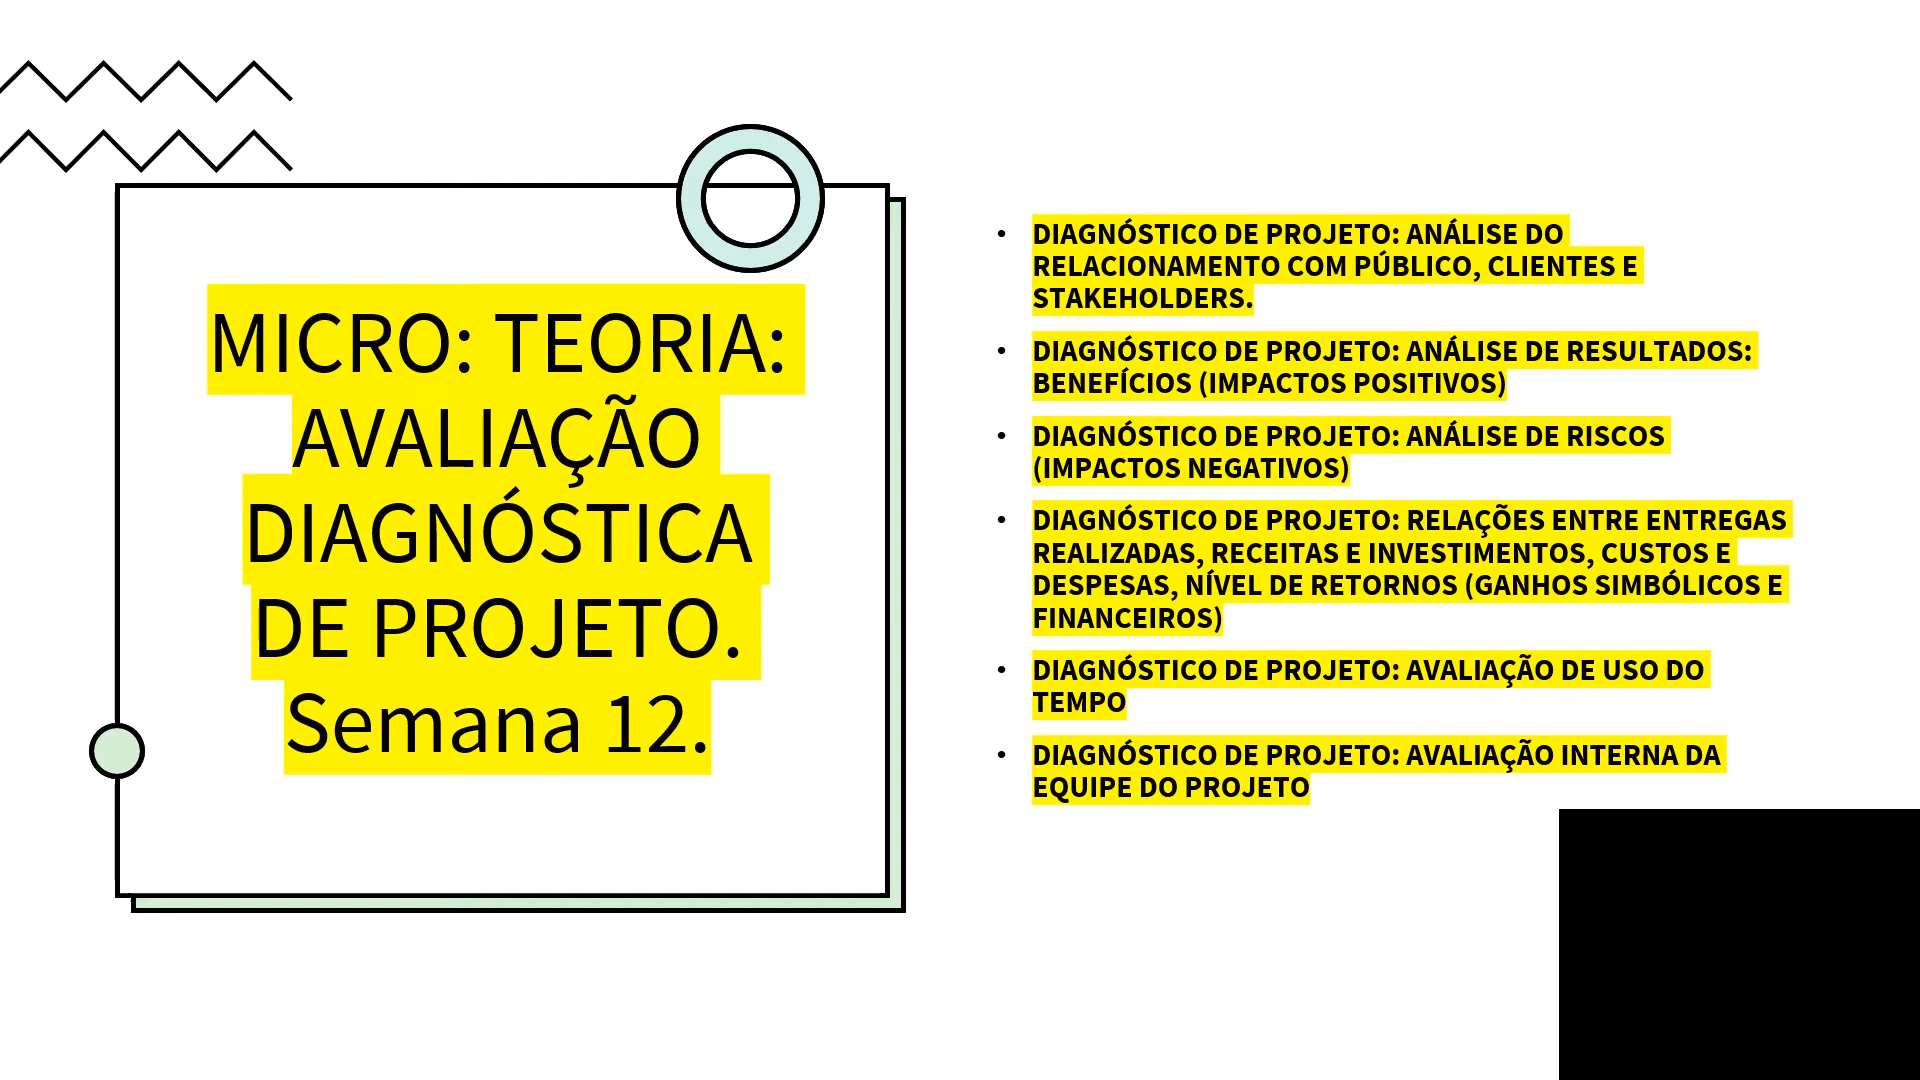 MICRO: TEORIA:
AVALIAÇÃO
DIAGNÓSTICA
DE PROJETO.
Semana 12.
• DIAGNÓSTICO DE PROJETO: ANÁLISE DO
RELACIONAMENTO COM PÚBLICO, CLIENTES E
STAKEHOLDERS.
• DIAGNÓSTICO DE PROJETO: ANÁLISE DE RESULTADOS:
BENEFÍCIOS (IMPACTOS POSITIVOS)
• DIAGNÓSTICO DE PROJETO: ANÁLISE DE RISCOS
(IMPACTOS NEGATIVOS)
• DIAGNÓSTICO DE PROJETO: RELAÇÕES ENTRE ENTREGAS
REALIZADAS, RECEITAS E INVESTIMENTOS, CUSTOS E
DESPESAS, NÍVEL DE RETORNOS (GANHOS SIMBÓLICOS E
FINANCEIROS)
• DIAGNÓSTICO DE PROJETO: AVALIAÇÃO DE USO DO
TEMPO
• DIAGNÓSTICO DE PROJETO: AVALIAÇÃO INTERNA DA
EQUIPE DO PROJETO